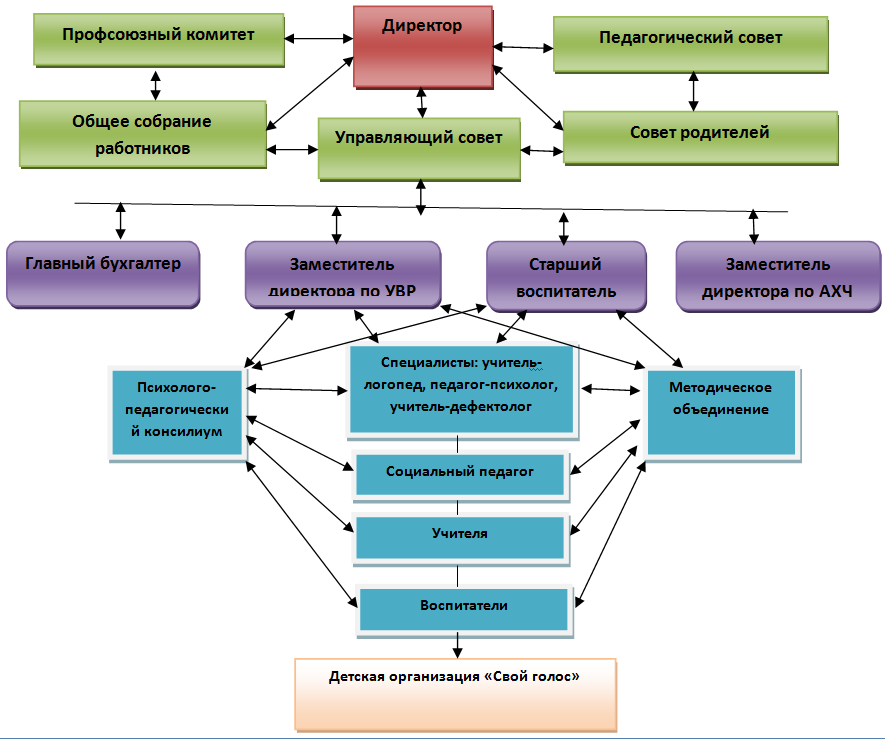 Профсоюзный комитет
Директор
Педагогический совет
Общее собрание
работников
Управляющий совет
Совет родителей
Главный бухгалтер
Заместитель
директора по УВР
Старший
воспитатель
Заместитель
директора по АХЧ
Психолого-
педагогически
й консилиум
Специалисты: учитель-
логопед, педагог-психолог,
учитель-дефектолог
Методическое
объединение
Социальный педагог
Учителя
Воспитатели
Детская организация «Свой голос»